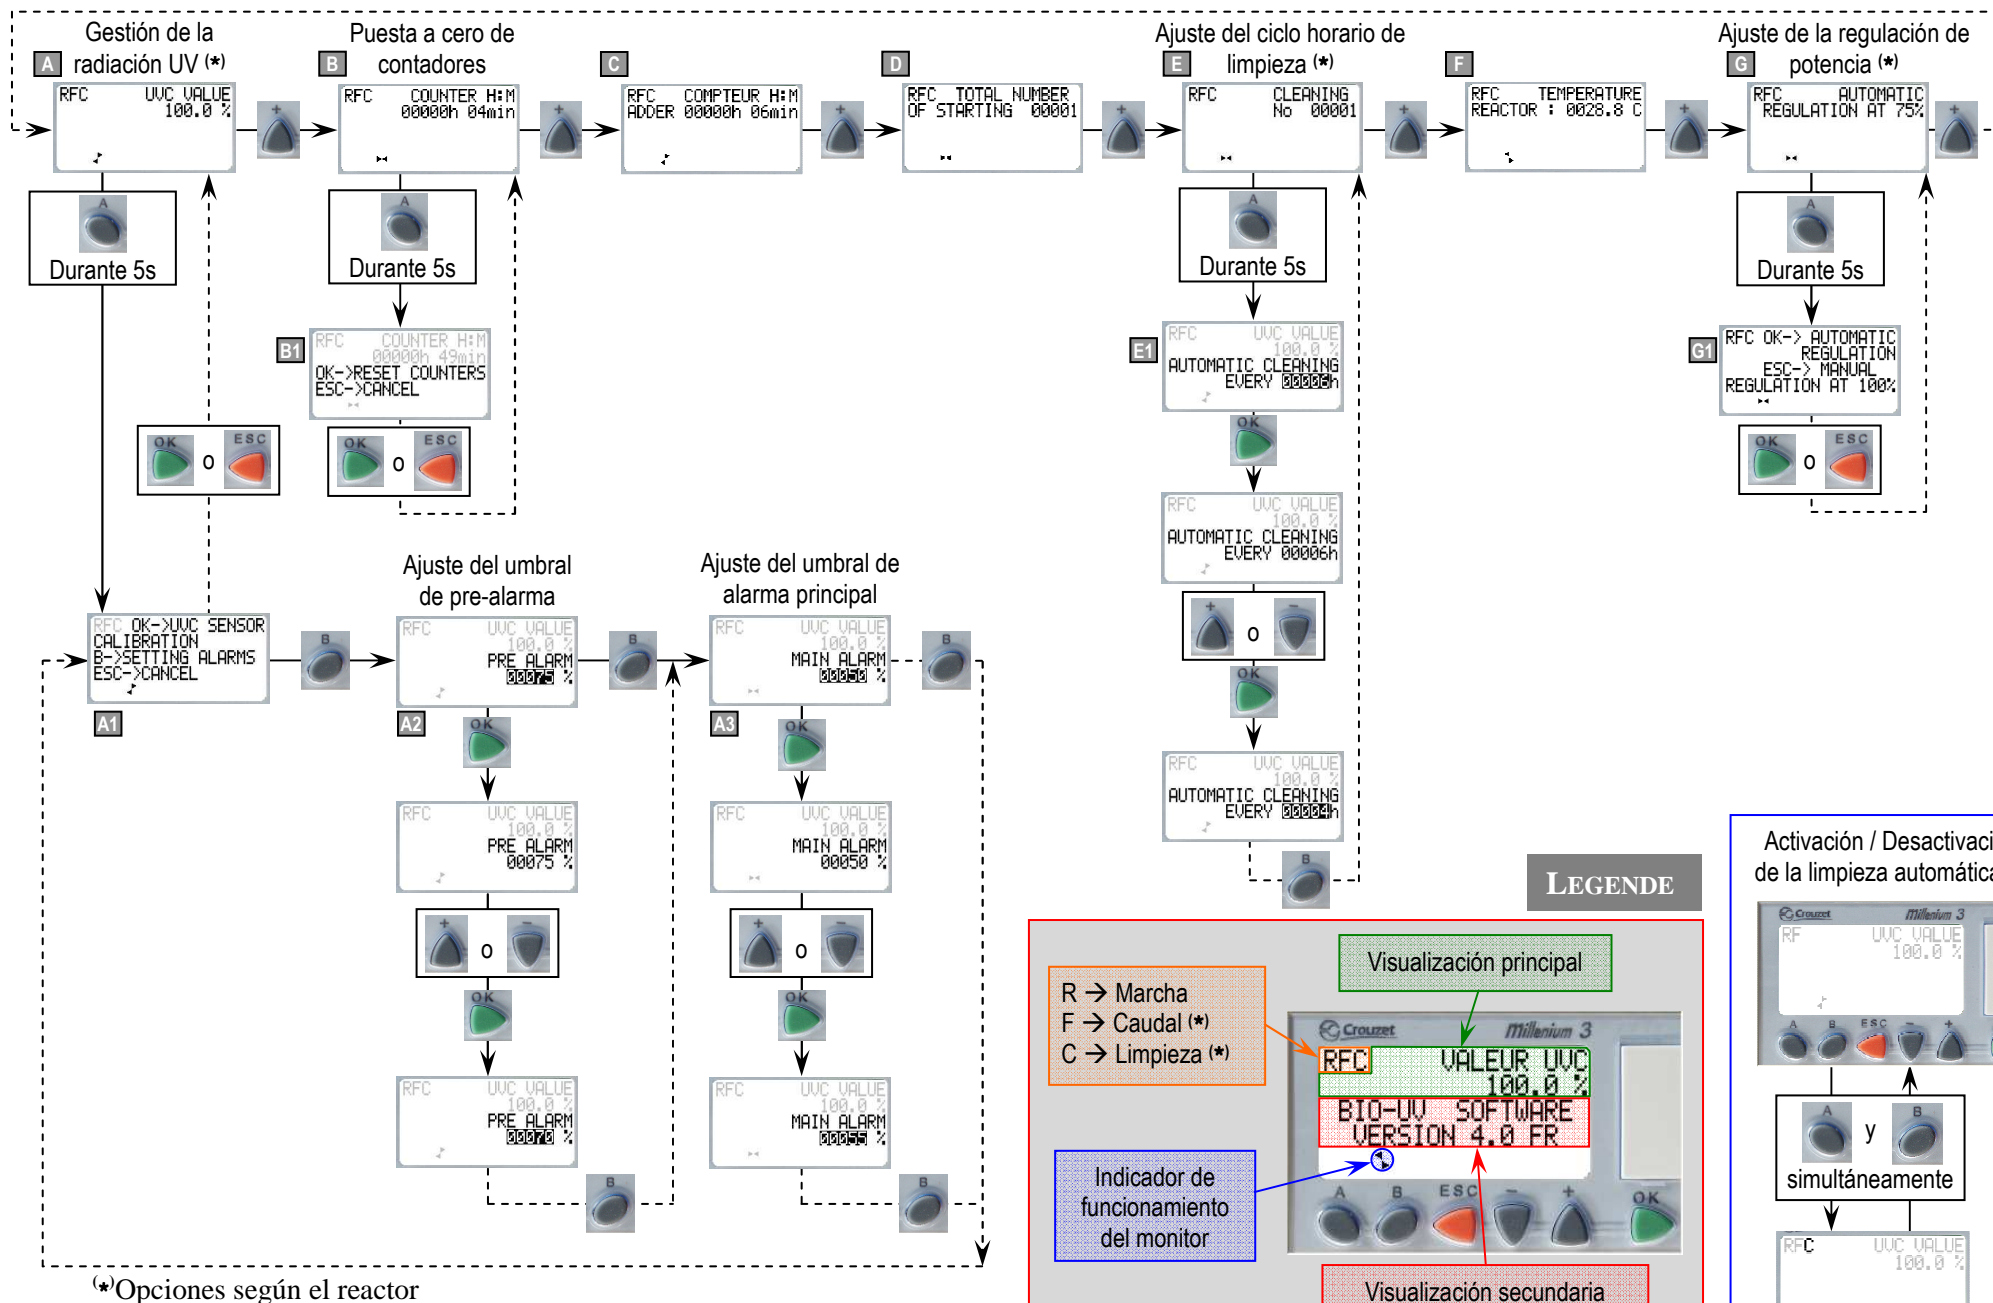 Gestión de la
radiación UV (*)
A
RFC UVC VALUE
100.0 %
+
Puesta a cero de
contadores
B
RFC COUNTER H:M
00000h 04min
+
C
RFC COMPTEUR H:M
ADDER 00000h 06min
+
D
RFC TOTAL NUMBER
OF STARTING 00001
+
Ajuste del ciclo horario de
limpieza (*)
E
RFC CLEANING
No 00001
+
F
RFC TEMPERATURE
REACTOR : 0028.8 C
+
Ajuste de la regulación de
potencia (*)
G
RFC AUTOMATIC
REGULATION AT 75%
+
A
Durante 5s
A
Durante 5s
A
Durante 5s
A
Durante 5s
B1
RFC COUNTER H:M
00000h 49min
OK->RESET COUNTERS
ESC->CANCEL
OK o ESC
OK o ESC
E1
RFC UVC VALUE
100.0 %
AUTOMATIC CLEANING
EVERY 00006h
OK
RFC UVC VALUE
100.0 %
AUTOMATIC CLEANING
EVERY 00006h
+ o -
OK
RFC UVC VALUE
100.0 %
AUTOMATIC CLEANING
EVERY 00004h
B
G1
RFC OK-> AUTOMATIC
REGULATION
ESC-> MANUAL
REGULATION AT 100%
OK o ESC
RFC OK->UVC SENSOR
CALIBRATION
B->SETTING ALARMS
ESC->CANCEL
A1
B
Ajuste del umbral
de pre-alarma
RFC UVC VALUE
100.0 %
PRE ALARM
00075 %
A2
OK
RFC UVC VALUE
100.0 %
PRE ALARM
00075 %
+ o -
OK
RFC UVC VALUE
100.0 %
PRE ALARM
00070 %
B
B
Ajuste del umbral de
alarma principal
RFC UVC VALUE
100.0 %
MAIN ALARM
00050 %
A3
OK
RFC UVC VALUE
100.0 %
MAIN ALARM
00050 %
+ o -
OK
RFC UVC VALUE
100.0 %
MAIN ALARM
00055 %
B
B
(*)Opciones según el reactor
LEGENDE
R → Marcha
F → Caudal (*)
C → Limpieza (*)
Visualización principal
Crouzet Millenium 3
RFC VALEUR UVC
100.0 %
BIO-UV SOFTWARE
VERSION 4.0 FR
A B ESC - + OK
Indicador de
funcionamiento
del monitor
Visualización secundaria
Activación / Desactivaci
de la limpieza automática
Crouzet Millenium 3
RF UVC VALUE
100.0 %
A B ESC - +
A y B
simultáneamente
RFC UVC VALUE
100.0 %